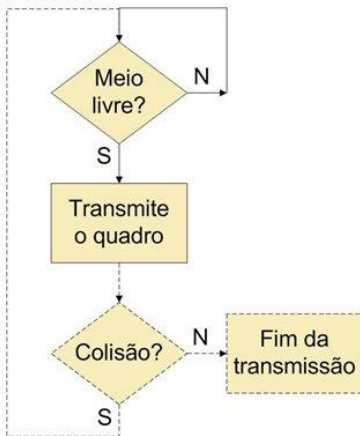 Meio
livre?
N
S
Transmite
o quadro
Colisão?
N
Fim da
transmissão
S